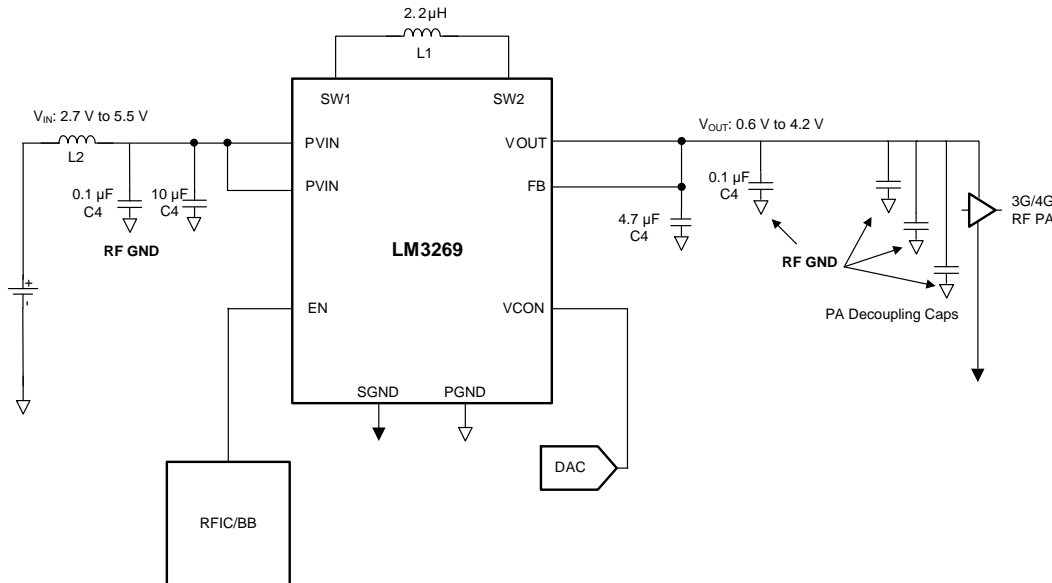 2.2µH
L1
SW1
SW2
VIN: 2.7 V to 5.5 V
VOUT: 0.6 V to 4.2 V
L2
PVIN
VOUT
PVIN
FB
0.1 µF
C4
10 µF
C4
0.1 µF
C4
3G/4G
RF PA
4.7 µF
C4
RF GND
LM3269
RF GND
EN
VCON
PA Decoupling Caps
+
-
SGND
PGND
DAC
RFIC/BB